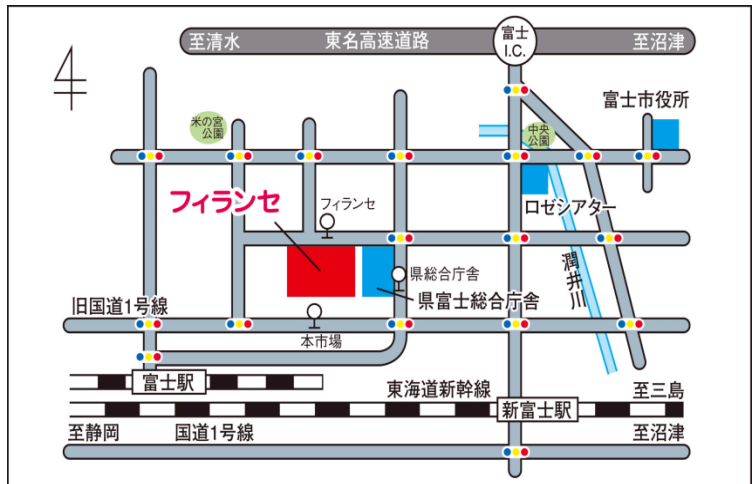 至清水
東名高速道路
富士
I.C.
至沼津
米の宮
公園
中央
公園
富士市役所
フィランセ
フィランセ
ロゼシアター
県総合庁舎
県富士総合庁舎
潤井川
旧国道1号線
本市場
富士駅
東海道新幹線
新富士駅
至三島
至静岡
国道1号線
至沼津